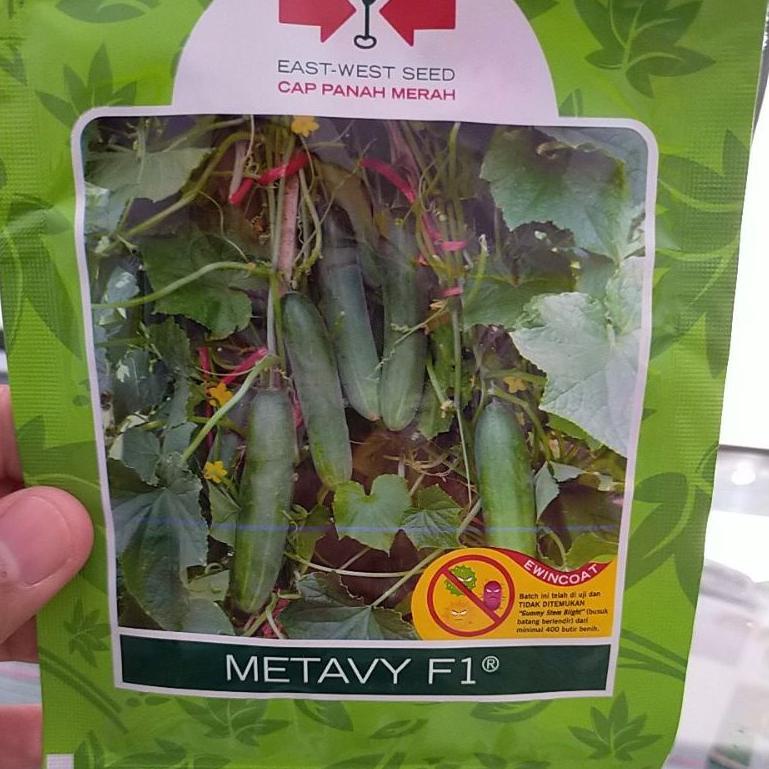 EAST-WEST SEED
CAP PANAH MERAH
EWINCOAT
Batch ini telah di uji dan
TIDAK DITEMUKAN
"Gummy Stem Blight" (busuk
batang berlendir) dari
minimal 400 butir benih.
METAVY F1®